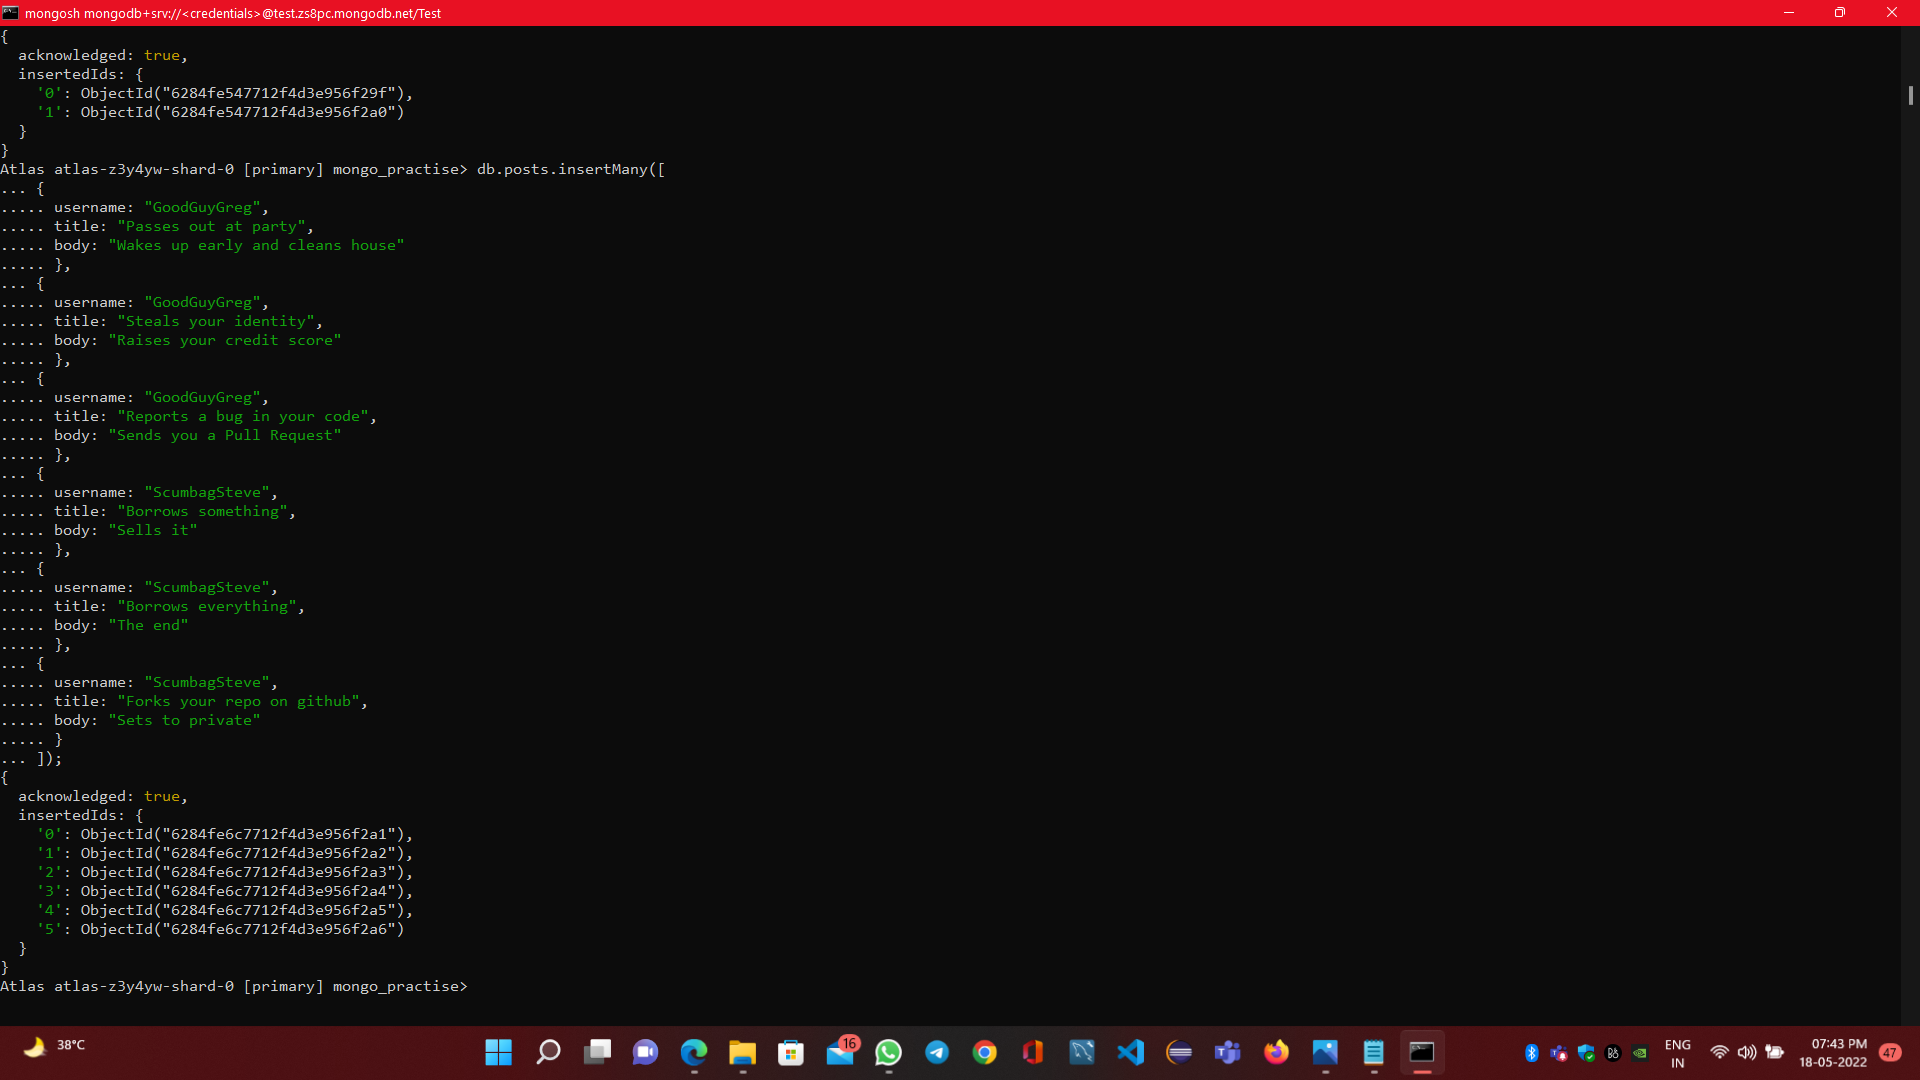 mongosh mongodb+srv://<credentials>@test.zs8pc.mongodb.net/Test
{
  acknowledged: true,
  insertedIds: {
    '0': ObjectId("6284fe547712f4d3e956f29f"),
    '1': ObjectId("6284fe547712f4d3e956f2a0")
  }
}
Atlas atlas-z3y4yw-shard-0 [primary] mongo_practise> db.posts.insertMany([
... {
..... username: "GoodGuyGreg",
..... title: "Passes out at party",
..... body: "Wakes up early and cleans house"
..... },
... {
..... username: "GoodGuyGreg",
..... title: "Steals your identity",
..... body: "Raises your credit score"
..... },
... {
..... username: "GoodGuyGreg",
..... title: "Reports a bug in your code",
..... body: "Sends you a Pull Request"
..... },
... {
..... username: "ScumbagSteve",
..... title: "Borrows something",
..... body: "Sells it"
..... },
... {
..... username: "ScumbagSteve",
..... title: "Borrows everything",
..... body: "The end"
..... },
... {
..... username: "ScumbagSteve",
..... title: "Forks your repo on github",
..... body: "Sets to private"
..... }
... ]);
{
  acknowledged: true,
  insertedIds: {
    '0': ObjectId("6284fe6c7712f4d3e956f2a1"),
    '1': ObjectId("6284fe6c7712f4d3e956f2a2"),
    '2': ObjectId("6284fe6c7712f4d3e956f2a3"),
    '3': ObjectId("6284fe6c7712f4d3e956f2a4"),
    '4': ObjectId("6284fe6c7712f4d3e956f2a5"),
    '5': ObjectId("6284fe6c7712f4d3e956f2a6")
  }
}
Atlas atlas-z3y4yw-shard-0 [primary] mongo_practise>
38°C
16
ENG
IN
07:43 PM
18-05-2022
47